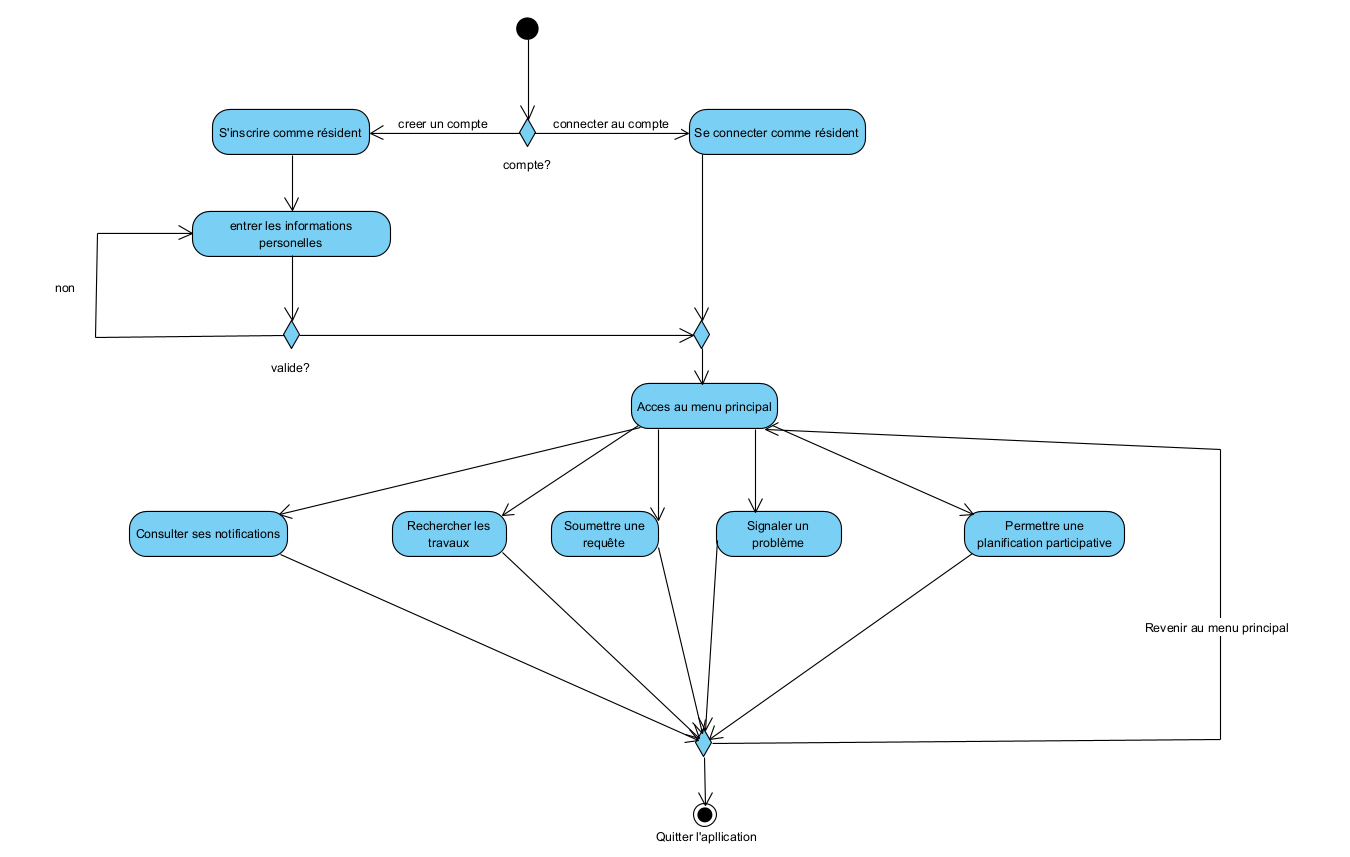 creer un compte
connecter au compte
S'inscrire comme résident
Se connecter comme résident
compte?
entrer les informations
personelles
non
valide?
Acces au menu principal
Consulter ses notifications
Rechercher les
travaux
Soumettre une
requête
Signaler un
problème
Permettre une
planification participative
Revenir au menu principal
Quitter l'apllication